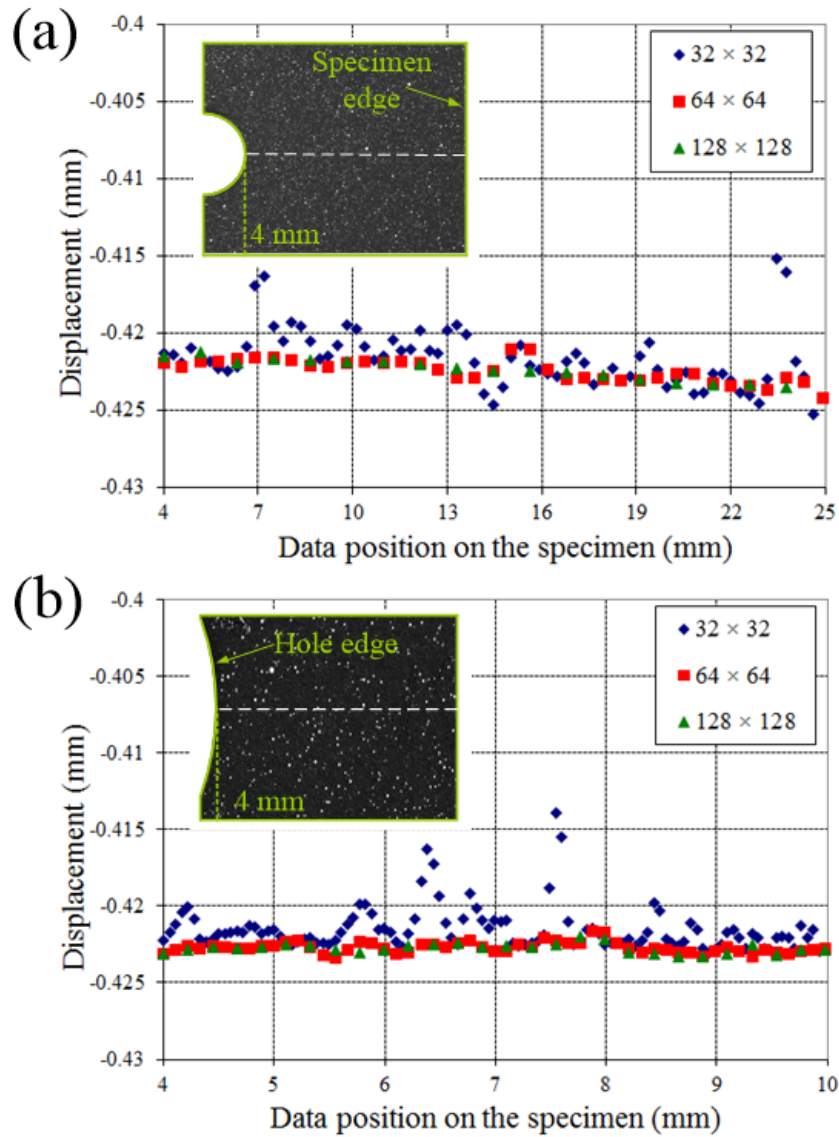 (a)
-0.4
-0.405
-0.41
-0.415
-0.42
-0.425
-0.43
Displacement (mm)
Specimen
edge
4 mm
32 × 32
64 × 64
128 × 128
4 7 10 13 16 19 22 25
Data position on the specimen (mm)
(b)
-0.4
-0.405
-0.41
-0.415
-0.42
-0.425
-0.43
Displacement (mm)
Hole edge
4 mm
32 × 32
64 × 64
128 × 128
4 5 6 7 8 9 10
Data position on the specimen (mm)